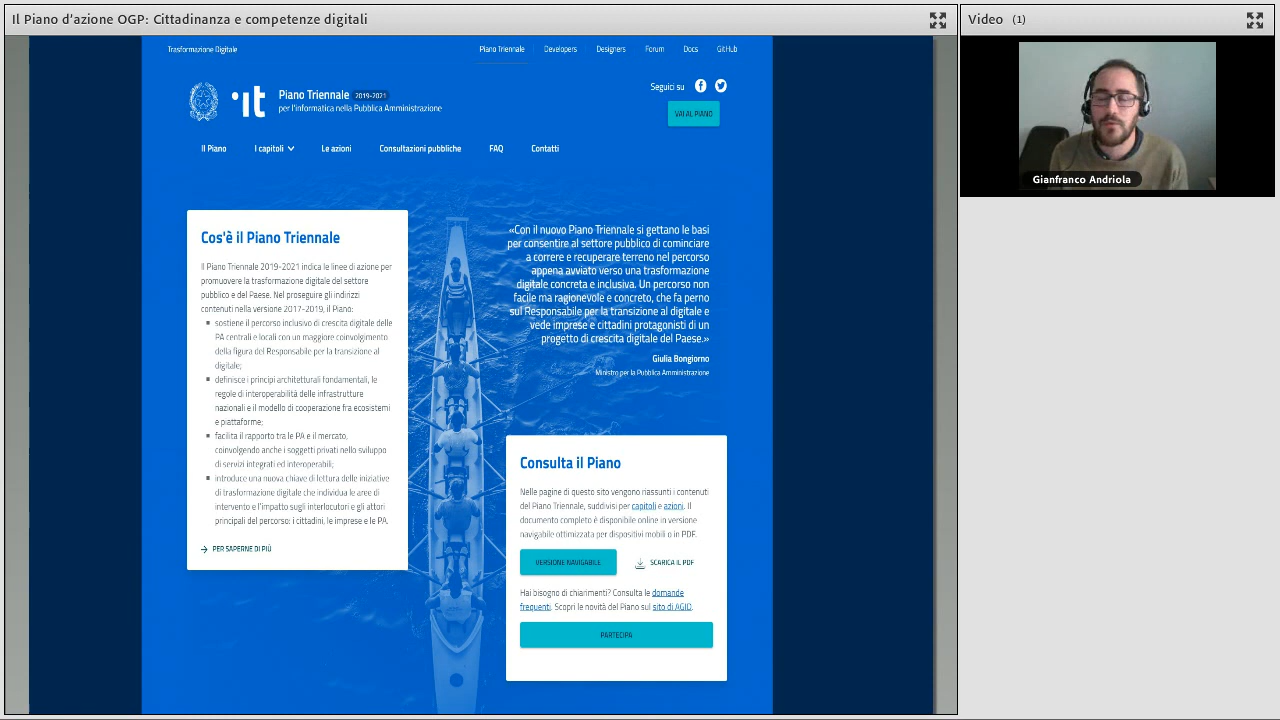 Il Piano d'azione OGP: Cittadinanza e competenze digitali
Video (1)
Gianfranco Andriola
Trasformazione Digitale
Piano Triennale
Developers
Designers
Forum
Docs
GitHub
.it
Piano Triennale 2019-2021
per l'informatica nella Pubblica Amministrazione
Seguici su
VAI AL PIANO
Il Piano
I capitoli
Le azioni
Consultazioni pubbliche
FAQ
Contatti
Cos'è il Piano Triennale
Il Piano Triennale 2019-2021 indica le linee di azione per
promuovere la trasformazione digitale del settore
pubblico e del Paese. Nel proseguire gli indirizzi
contenuti nella versione 2017-2019, il Piano:
sostiene il percorso inclusivo di crescita digitale delle
PA centrali e locali con un maggiore coinvolgimento
della figura del Responsabile per la transizione al
digitale;
definisce i principi architetturali fondamentali, le
regole di interoperabilità delle infrastrutture
nazionali e il modello di cooperazione fra ecosistemi
e piattaforme;
facilita il rapporto tra le PA e il mercato,
coinvolgendo anche i soggetti privati nello sviluppo
di servizi integrati ed interoperabili;
introduce una nuova chiave di lettura delle iniziative
di trasformazione digitale che individua le aree di
intervento e l'impatto sugli interlocutori e gli attori
principali del percorso: i cittadini, le imprese e le PA.
PER SAPERNE DI PIÙ
«Con il nuovo Piano Triennale si gettano le basi
per consentire al settore pubblico di cominciare
a correre e recuperare terreno nel percorso
appena avviato verso una trasformazione
digitale concreta e inclusiva. Un percorso non
facile ma ragionevole e concreto, che fa perno
sul Responsabile per la transizione al digitale e
vede imprese e cittadini protagonisti di un
progetto di crescita digitale del Paese.»
Giulia Bongiorno
Ministro per la Pubblica Amministrazione
Consulta il Piano
Nelle pagine di questo sito vengono riassunti i contenuti
del Piano Triennale, suddivisi per capitoli e azioni. Il
documento completo è disponibile online in versione
navigabile ottimizzata per dispositivi mobili o in PDF.
VERSIONE NAVIGABILE
SCARICA IL PDF
Hai bisogno di chiarimenti? Consulta le domande
frequenti. Scopri le novità del Piano sul sito di AGID.
PARTECIPA